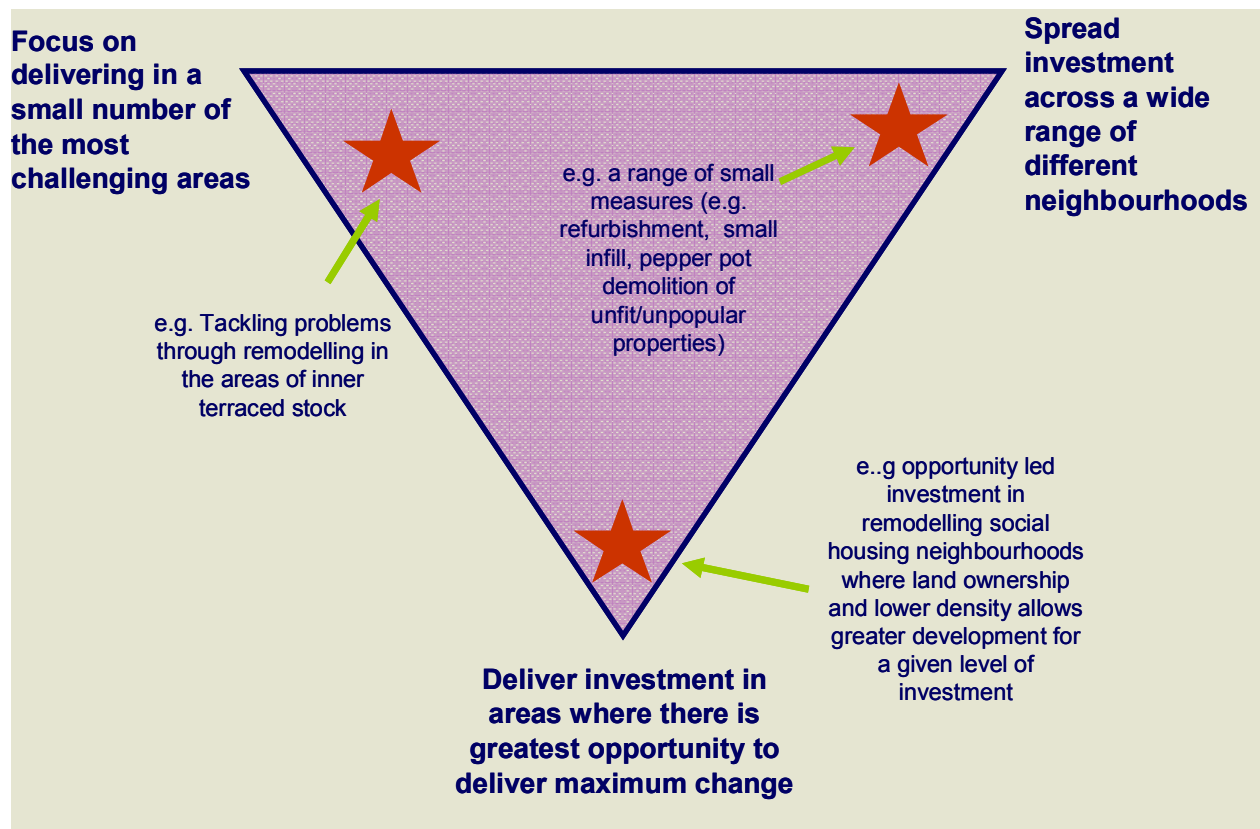 Focus on
delivering in a
small number of
the most
challenging areas
Spread
investment
across a wide
range of
different
neighbourhoods
e.g. a range of small
measures (e.g.
refurbishment,  small
infill, pepper pot
demolition of
unfit/unpopular
properties)
e.g. Tackling problems
through remodelling in
the areas of inner
terraced stock
e..g opportunity led
investment in
remodelling social
housing neighbourhoods
where land ownership
and lower density allows
greater development for
a given level of
investment
Deliver investment in
areas where there is
greatest opportunity to
deliver maximum change